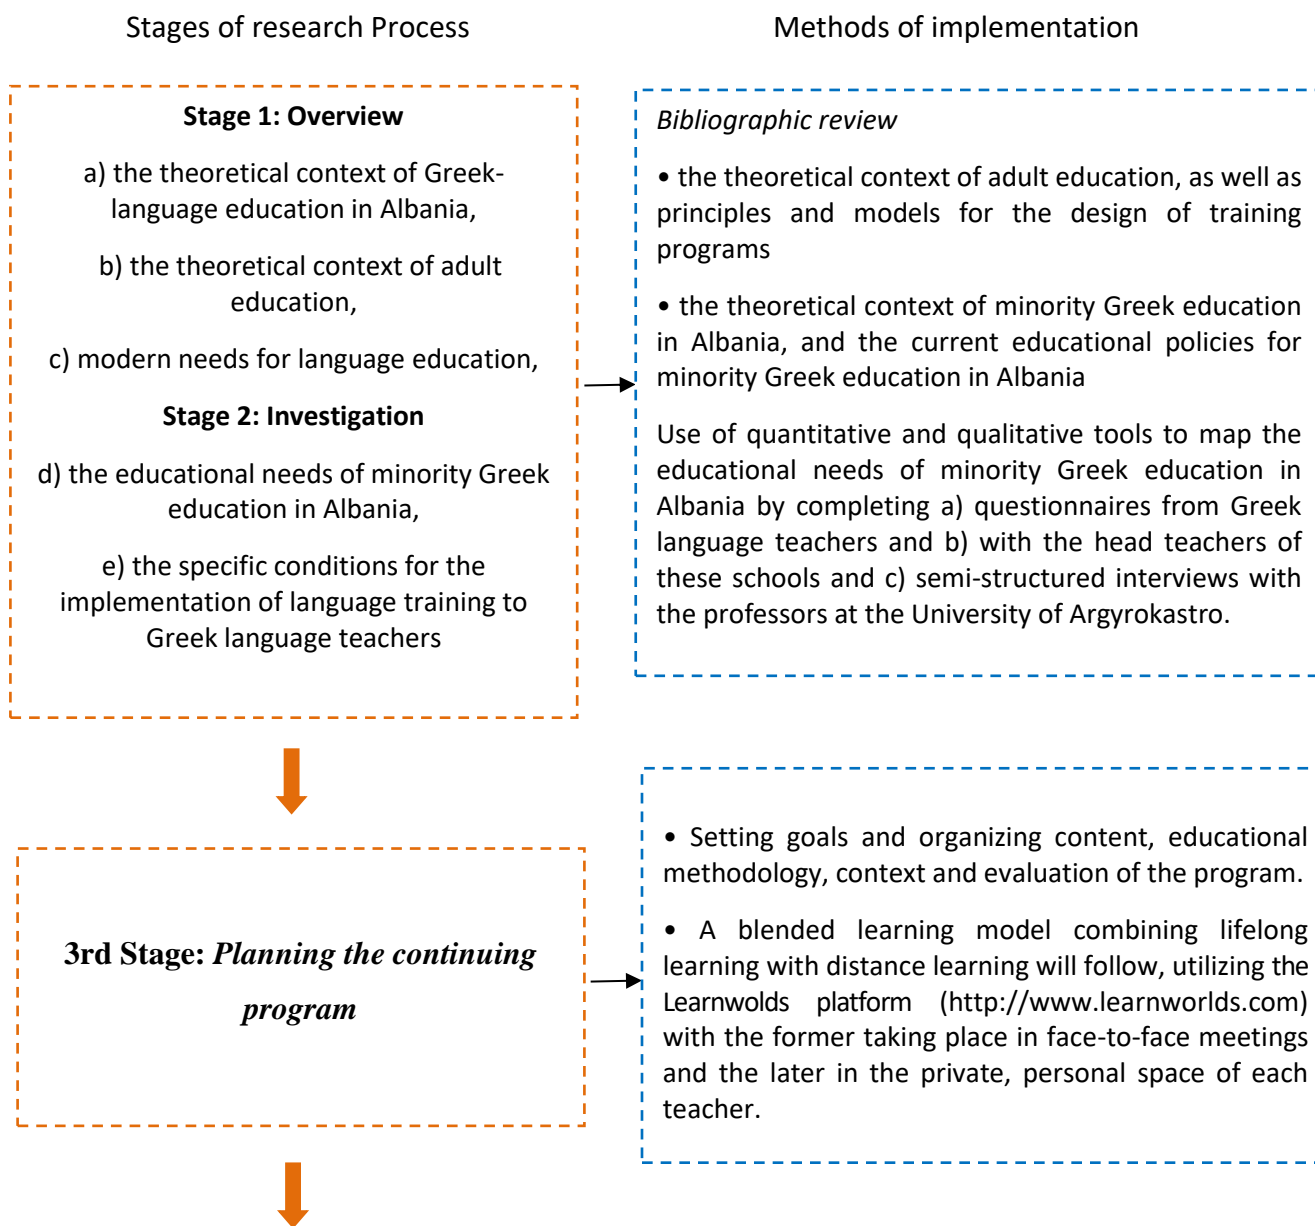 Stages of research Process
Methods of implementation
Stage 1: Overview
a) the theoretical context of Greek-
language education in Albania,
b) the theoretical context of adult
education,
c) modern needs for language education,
Stage 2: Investigation
d) the educational needs of minority Greek
education in Albania,
e) the specific conditions for the
implementation of language training to
Greek language teachers
Bibliographic review
• the theoretical context of adult education, as well as
principles and models for the design of training
programs
• the theoretical context of minority Greek education
in Albania, and the current educational policies for
minority Greek education in Albania
Use of quantitative and qualitative tools to map the
educational needs of minority Greek education in
Albania by completing a) questionnaires from Greek
language teachers and b) with the head teachers of
these schools and c) semi-structured interviews with
the professors at the University of Argyrokastro.
3rd Stage: Planning the continuing
program
• Setting goals and organizing content, educational
methodology, context and evaluation of the program.
• A blended learning model combining lifelong
learning with distance learning will follow, utilizing the
Learnwolds platform (http://www.learnworlds.com)
with the former taking place in face-to-face meetings
and the later in the private, personal space of each
teacher.